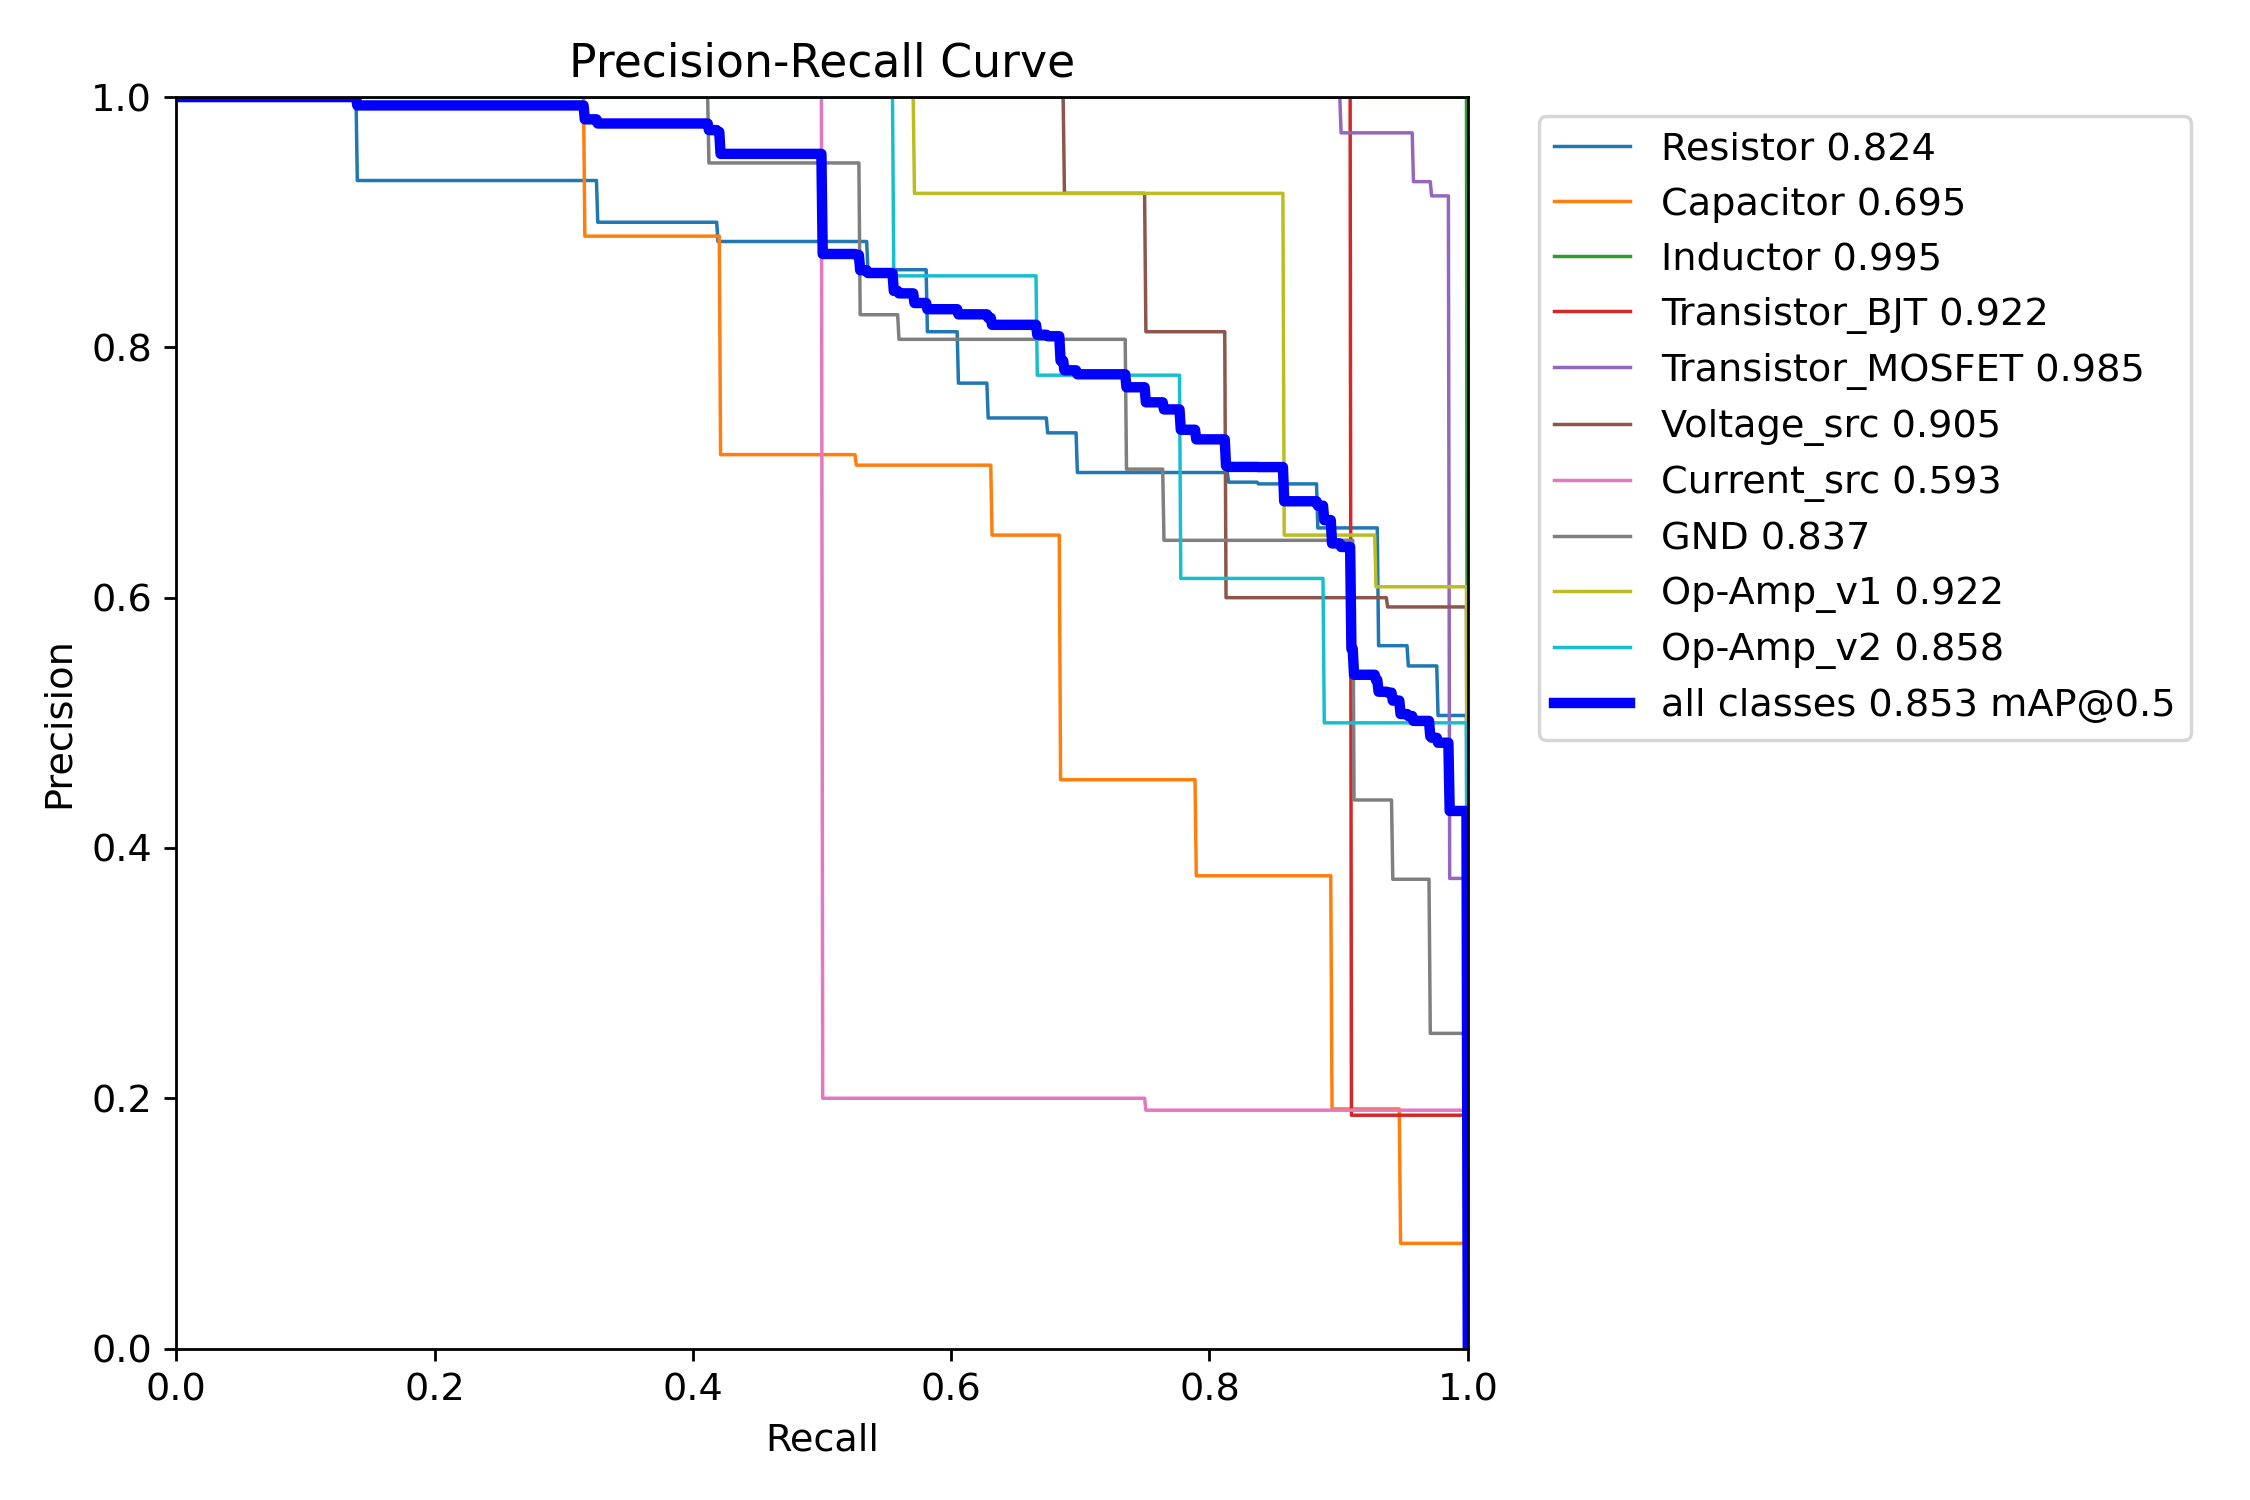 Precision-Recall Curve
1.0
0.8
0.6
0.4
0.2
0.0
Precision
0.0 0.2 0.4 0.6 0.8 1.0
Recall
Resistor 0.824
Capacitor 0.695
Inductor 0.995
Transistor_BJT 0.922
Transistor_MOSFET 0.985
Voltage_src 0.905
Current_src 0.593
GND 0.837
Op-Amp_v1 0.922
Op-Amp_v2 0.858
all classes 0.853 mAP@0.5